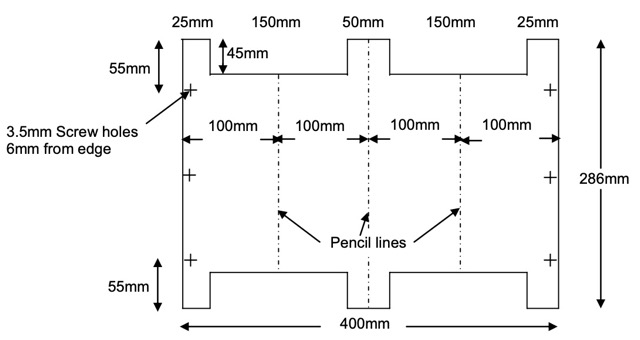 25mm 150mm 50mm 150mm 25mm
45mm
55mm
3.5mm Screw holes
6mm from edge
100mm 100mm 100mm 100mm
286mm
Pencil lines
55mm
400mm